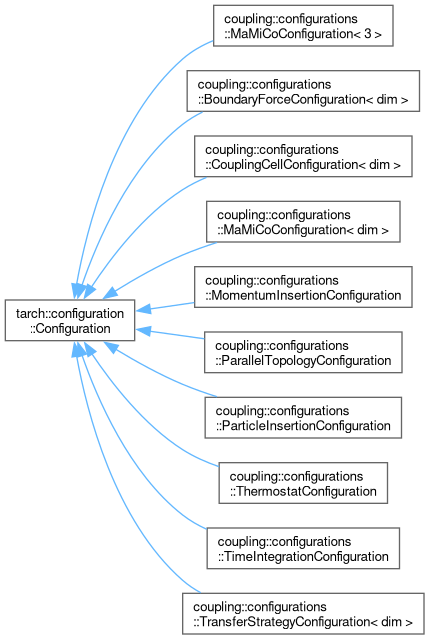 coupling::configurations
::MaMiCoConfiguration< 3 >
coupling::configurations
::BoundaryForceConfiguration< dim >
coupling::configurations
::CouplingCellConfiguration< dim >
coupling::configurations
::MaMiCoConfiguration< dim >
coupling::configurations
::MomentumInsertionConfiguration
tarch::configuration
::Configuration
coupling::configurations
::ParallelTopologyConfiguration
coupling::configurations
::ParticleInsertionConfiguration
coupling::configurations
::ThermostatConfiguration
coupling::configurations
::TimeIntegrationConfiguration
coupling::configurations
::TransferStrategyConfiguration< dim >